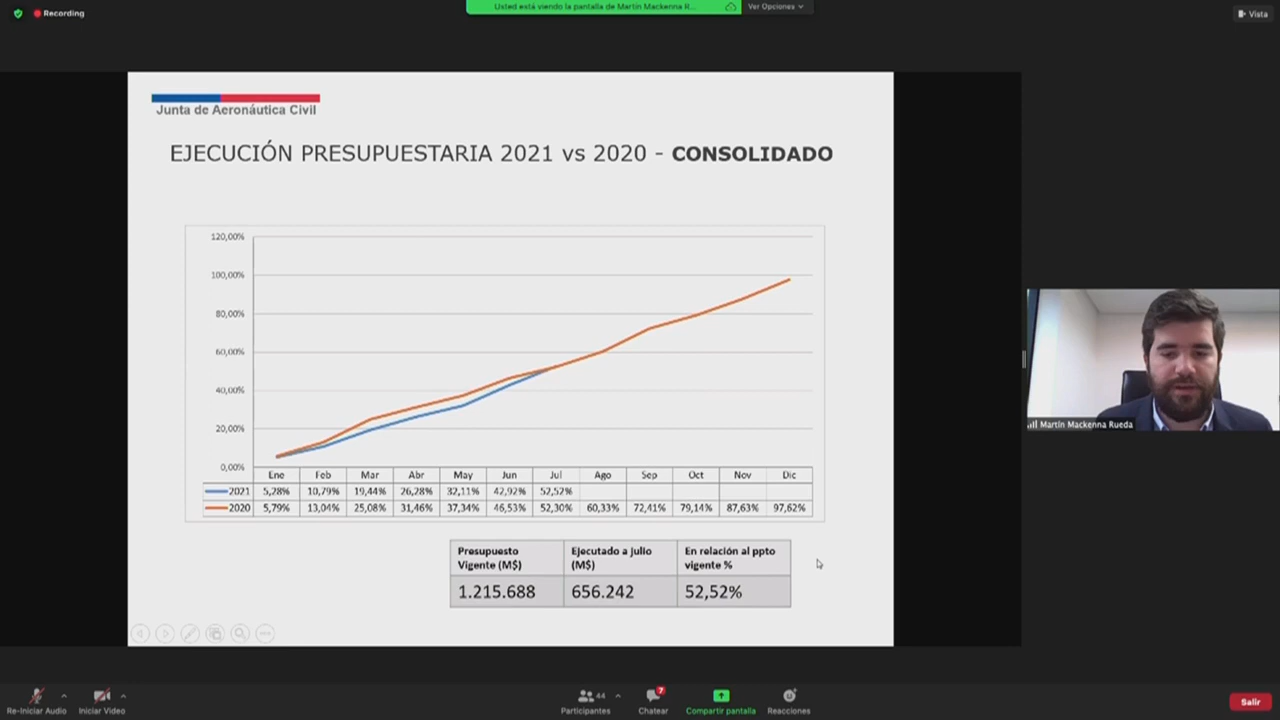 Recording
Usted está viendo la pantalla de Martín Mackenna R...
Ver Opciones
Vista
Junta de Aeronáutica Civil
EJECUCIÓN PRESUPUESTARIA 2021 vs 2020 - CONSOLIDADO
120,00%
100,00%
80,00%
60,00%
40,00%
20,00%
0,00%
Ene Feb Mar Abr May Jun Jul Ago Sep Oct Nov Dic
2021 5,28% 10,79% 19,44% 26,28% 32,11% 42,92% 52,52%
2020 5,79% 13,04% 25,08% 31,46% 37,34% 46,53% 52,30% 60,33% 72,41% 79,14% 87,63% 97,62%
Presupuesto Vigente (M$) Ejecutado a julio (M$) En relación al ppto vigente %
1.215.688 656.242 52,52%
Martín Mackenna Rueda
Re-Iniciar Audio
Iniciar Video
44
Participantes
7
Chatear
Compartir pantalla
Reacciones
Salir